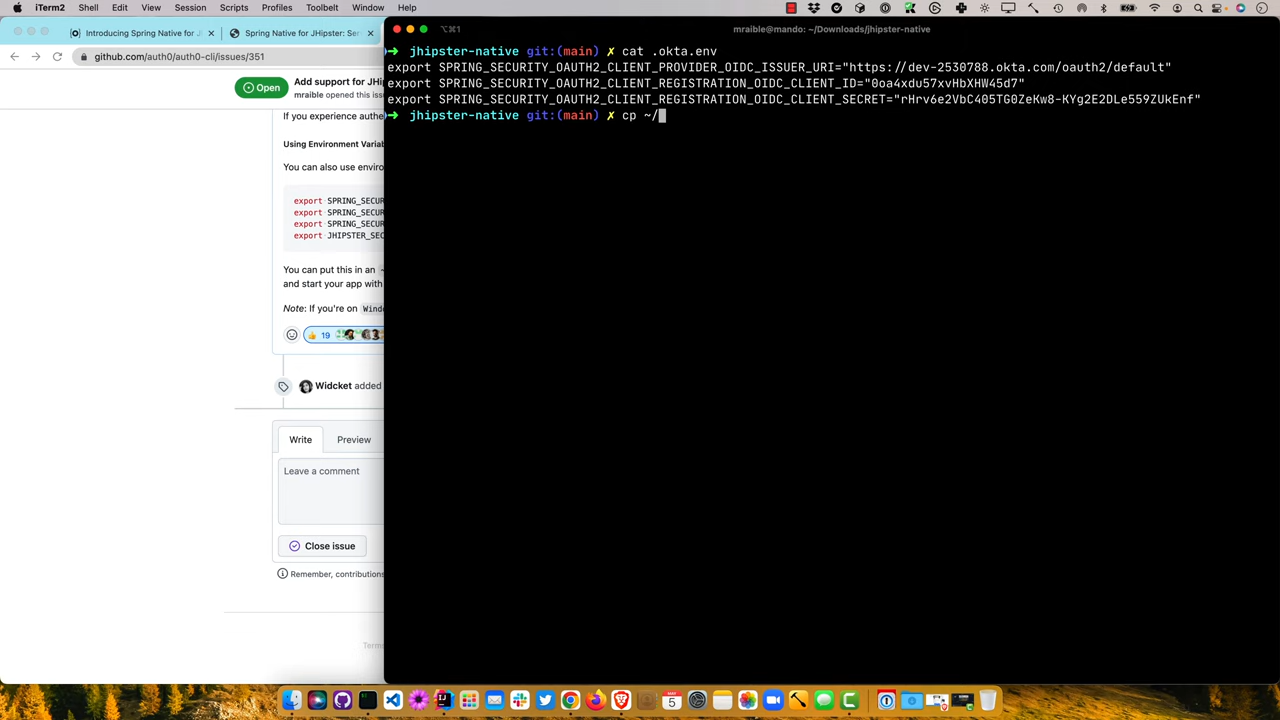 iTerm2 Shell Edit View Session Scripts Profiles Toolbelt Window Help
Introducing Spring Native for J
Spring Native for JHipster: Ser
github.com/auth0/auth0-cli/issues/351
Open
Add support for JHi
mraible opened this iss
If you experience authe
Using Environment Variab
You can also use enviro
export SPRING_SECUR
export SPRING_SECUR
export SPRING_SECUR
export JHIPSTER_SEC
You can put this in an
and start your app with
Note: If you're on Windo
19
Widcket added
Write Preview
Leave a comment
Close issue
Remember, contributions
Terms
⌥⌘1
mraible@mando: ~/Downloads/jhipster-native
➜ jhipster-native git:(main) ✗ cat .okta.env
export SPRING_SECURITY_OAUTH2_CLIENT_PROVIDER_OIDC_ISSUER_URI="https://dev-2530788.okta.com/oauth2/default"
export SPRING_SECURITY_OAUTH2_CLIENT_REGISTRATION_OIDC_CLIENT_ID="0oa4xdu57xvHbXHW45d7"
export SPRING_SECURITY_OAUTH2_CLIENT_REGISTRATION_OIDC_CLIENT_SECRET="rHrv6e2VbC405TG0ZeKw8-KYg2E2DLe559ZUkEnf"
➜ jhipster-native git:(main) ✗ cp ~/
5